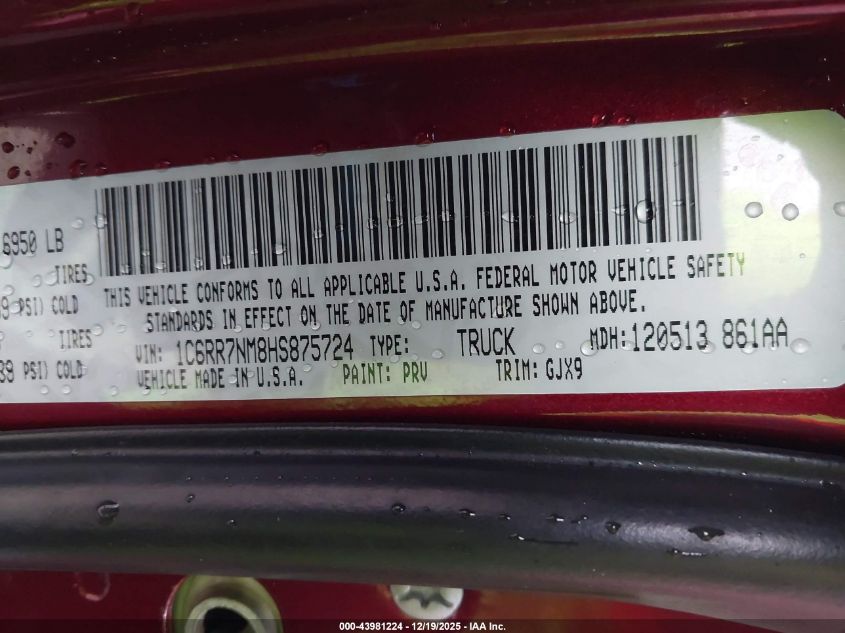 6950 LB
TIRES
39 PSI) COLD
TIRES
39 PSI) COLD
THIS VEHICLE CONFORMS TO ALL APPLICABLE U.S.A. FEDERAL MOTOR VEHICLE SAFETY
STANDARDS IN EFFECT ON THE DATE OF MANUFACTURE SHOWN ABOVE.
VIN: 1C6RR7NM8HS875724 TYPE: TRUCK MDH: 120513 861AA
VEHICLE MADE IN U.S.A. PAINT: PRV TRIM: GJX9
000-43981224 - 12/19/2025 - IAA Inc.